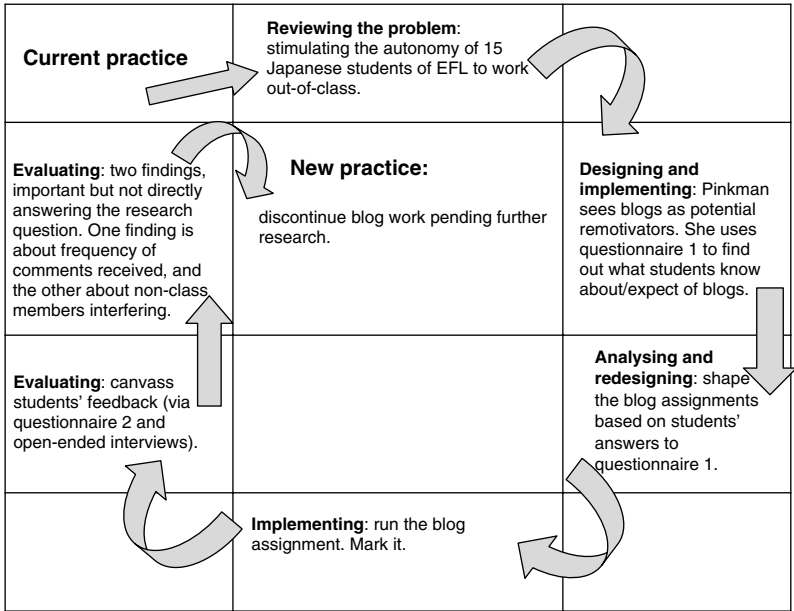 Current practice
Reviewing the problem:
stimulating the autonomy of 15
Japanese students of EFL to work
out-of-class.
Designing and
implementing: Pinkman
sees blogs as potential
remotivators. She uses
questionnaire 1 to find
out what students know
about/expect of blogs.
Analysing and
redesigning: shape
the blog assignments
based on students'
answers to
questionnaire 1.
Implementing: run the blog
assignment. Mark it.
Evaluating: canvass
students' feedback (via
questionnaire 2 and
open-ended interviews).
Evaluating: two findings,
important but not directly
answering the research
question. One finding is
about frequency of
comments received, and
the other about non-class
members interfering.
New practice:
discontinue blog work pending further
research.